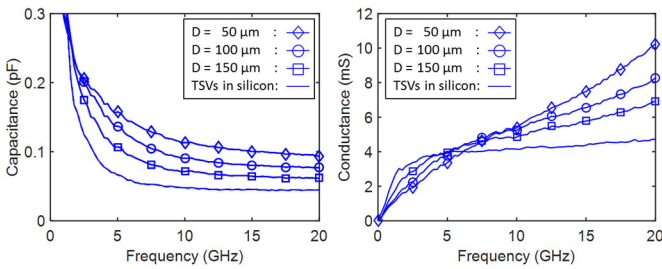 0.3
0.2
0.1
0
0
5
10
15
20
Capacitance (pF)
Frequency (GHz)
D = 50 µm :
D = 100 µm :
D = 150 µm :
TSVs in silicon:
12
10
8
6
4
2
0
0
5
10
15
20
Conductance (mS)
Frequency (GHz)
D = 50 µm :
D = 100 µm :
D = 150 µm :
TSVs in silicon: